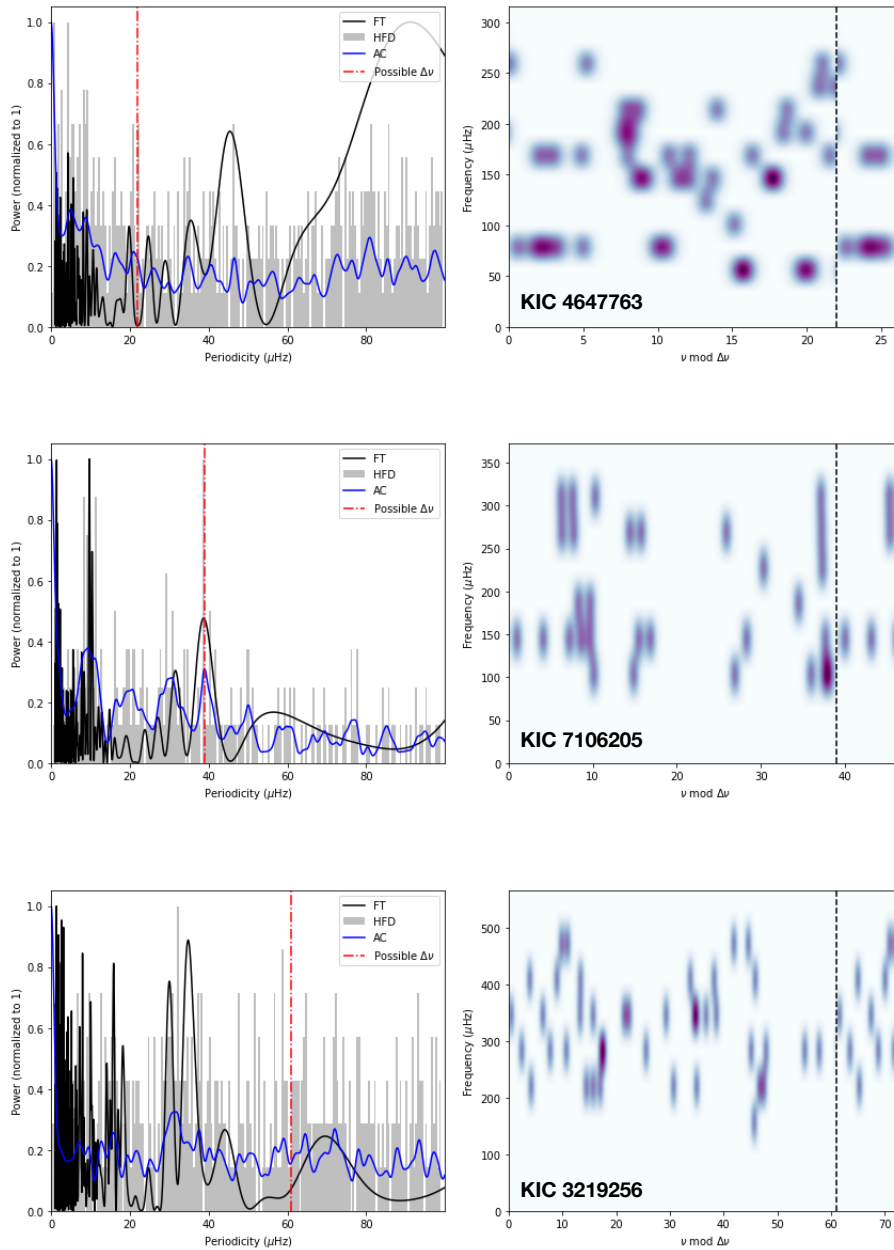 1.0
0.8
0.6
0.4
0.2
0.0
Power (normalized to 1)
FT
HFD
AC
Possible Δν
0 20 40 60 80
Periodicity (μHz)
300
250
200
150
100
50
0
Frequency (μHz)
KIC 4647763
0 5 10 15 20 25
ν mod Δν
1.0
0.8
0.6
0.4
0.2
0.0
Power (normalized to 1)
FT
HFD
AC
Possible Δν
0 20 40 60 80
Periodicity (μHz)
350
300
250
200
150
100
50
0
Frequency (μHz)
KIC 7106205
0 10 20 30 40
ν mod Δν
1.0
0.8
0.6
0.4
0.2
0.0
Power (normalized to 1)
FT
HFD
AC
Possible Δν
0 20 40 60 80
Periodicity (μHz)
500
400
300
200
100
0
Frequency (μHz)
KIC 3219256
0 10 20 30 40 50 60 70
ν mod Δν